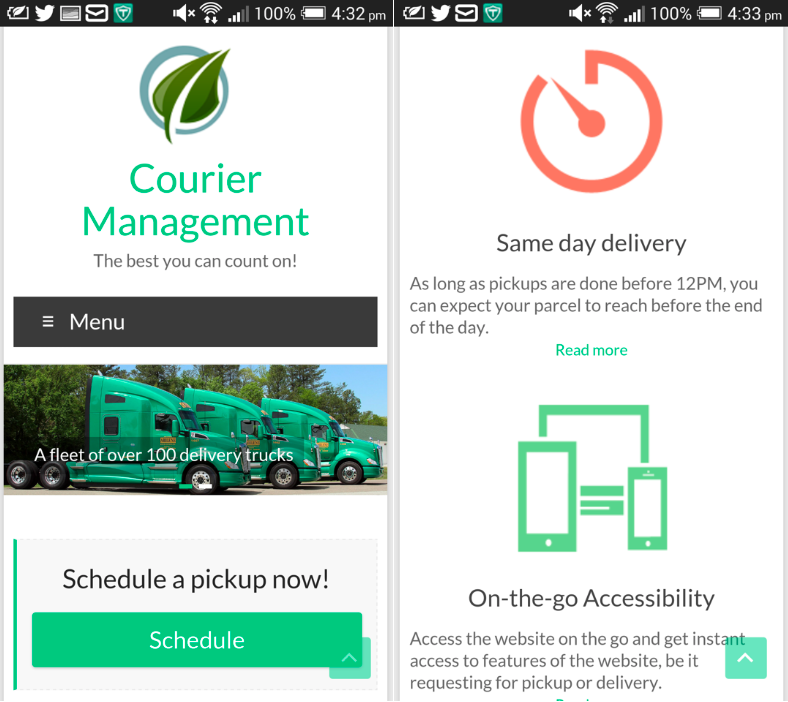 100% 4:32 pm
Courier
Management
The best you can count on!
Menu
A fleet of over 100 delivery trucks
Schedule a pickup now!
Schedule
100% 4:33 pm
Same day delivery
As long as pickups are done before 12PM, you
can expect your parcel to reach before the end
of the day.
Read more
On-the-go Accessibility
Access the website on the go and get instant
access to features of the website, be it
requesting for pickup or delivery.